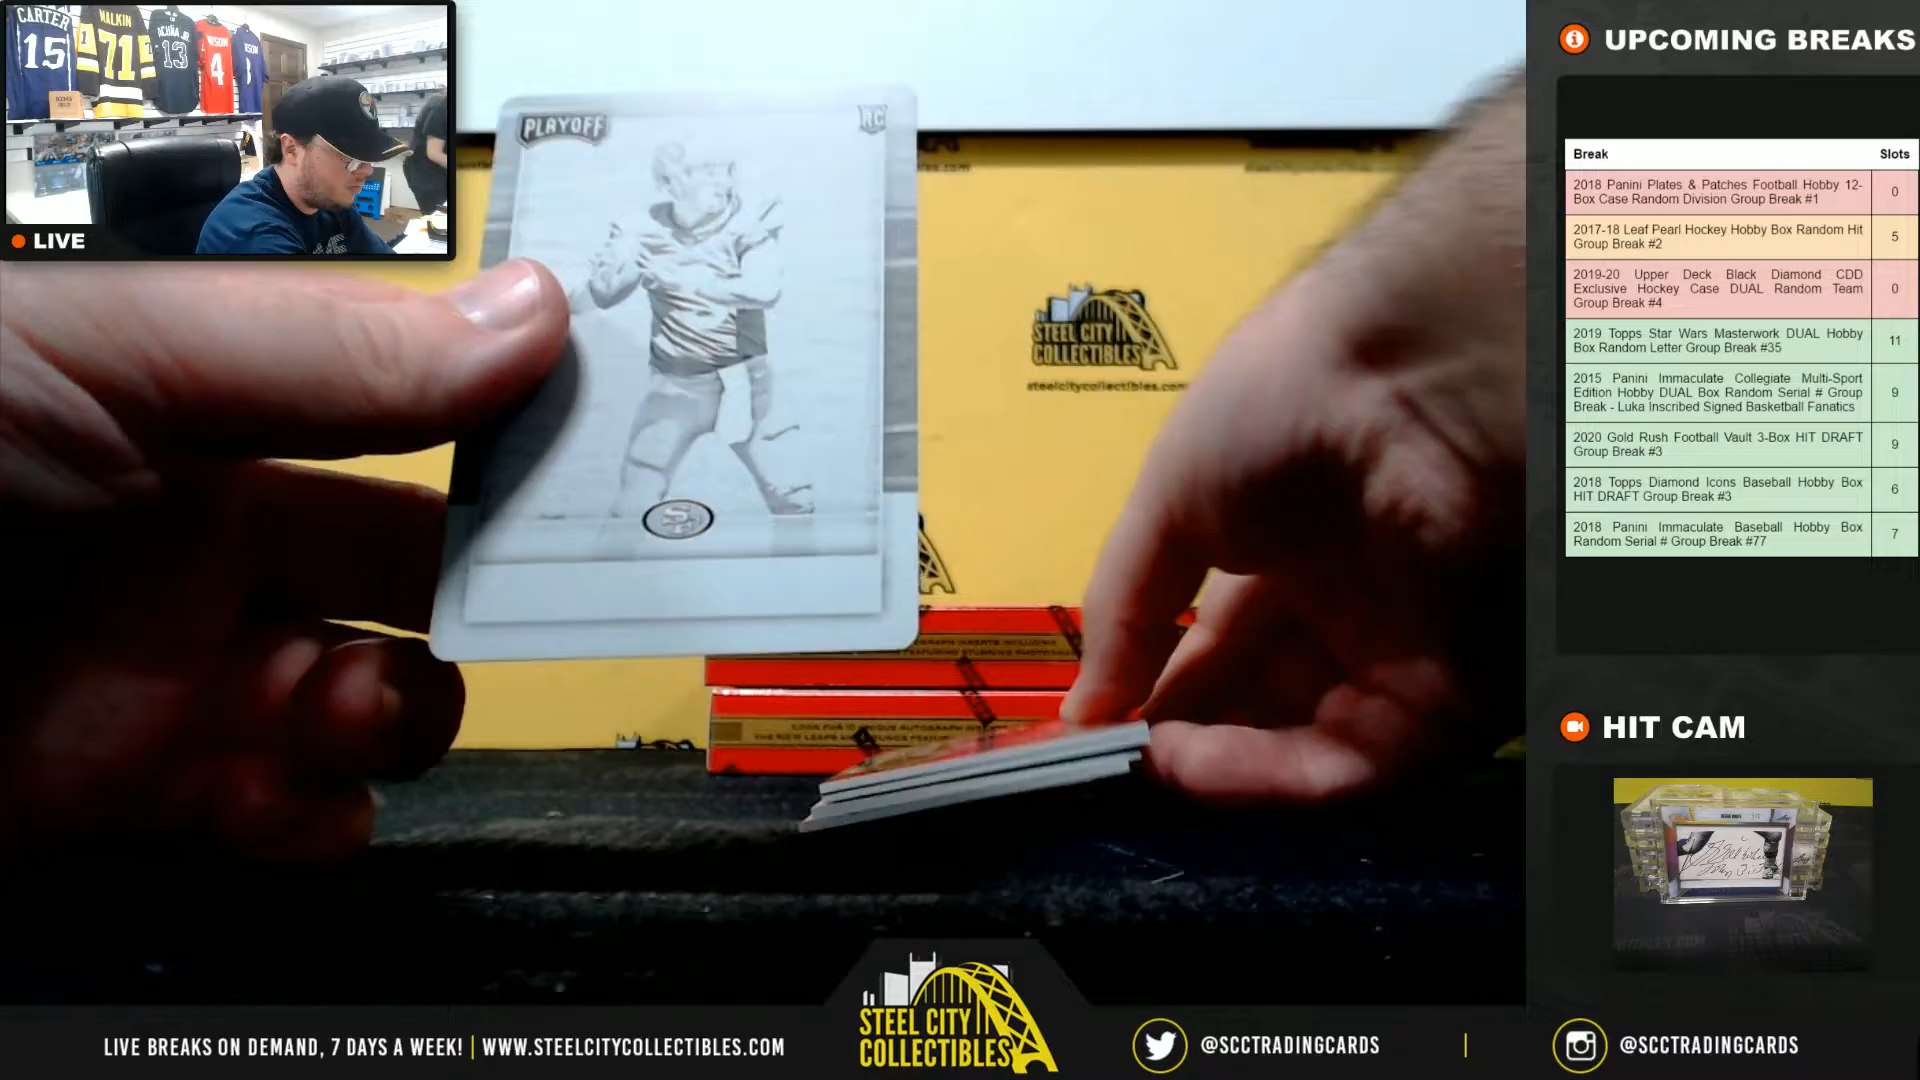 CARTER
15
MALKIN
71
ACUÑA JR.
13
4
LIVE
PLAYOFF
RC
SF
STEEL CITY
COLLECTIBLES
steelcitycollectibles.com
UPCOMING BREAKS
Break Slots
2018 Panini Plates & Patches Football Hobby 12-
Box Case Random Division Group Break #1 0
2017-18 Leaf Pearl Hockey Hobby Box Random Hit
Group Break #2 5
2019-20 Upper Deck Black Diamond CDD
Exclusive Hockey Case DUAL Random Team
Group Break #4 0
2019 Topps Star Wars Masterwork DUAL Hobby
Box Random Letter Group Break #35 11
2015 Panini Immaculate Collegiate Multi-Sport
Edition Hobby DUAL Box Random Serial # Group
Break - Luka Inscribed Signed Basketball Fanatics 9
2020 Gold Rush Football Vault 3-Box HIT DRAFT
Group Break #3 9
2018 Topps Diamond Icons Baseball Hobby Box
HIT DRAFT Group Break #3 6
2018 Panini Immaculate Baseball Hobby Box
Random Serial # Group Break #77 7
HIT CAM
LIVE BREAKS ON DEMAND, 7 DAYS A WEEK! | WWW.STEELCITYCOLLECTIBLES.COM
STEEL CITY
COLLECTIBLES
@SCCTRADINGCARDS
@SCCTRADINGCARDS